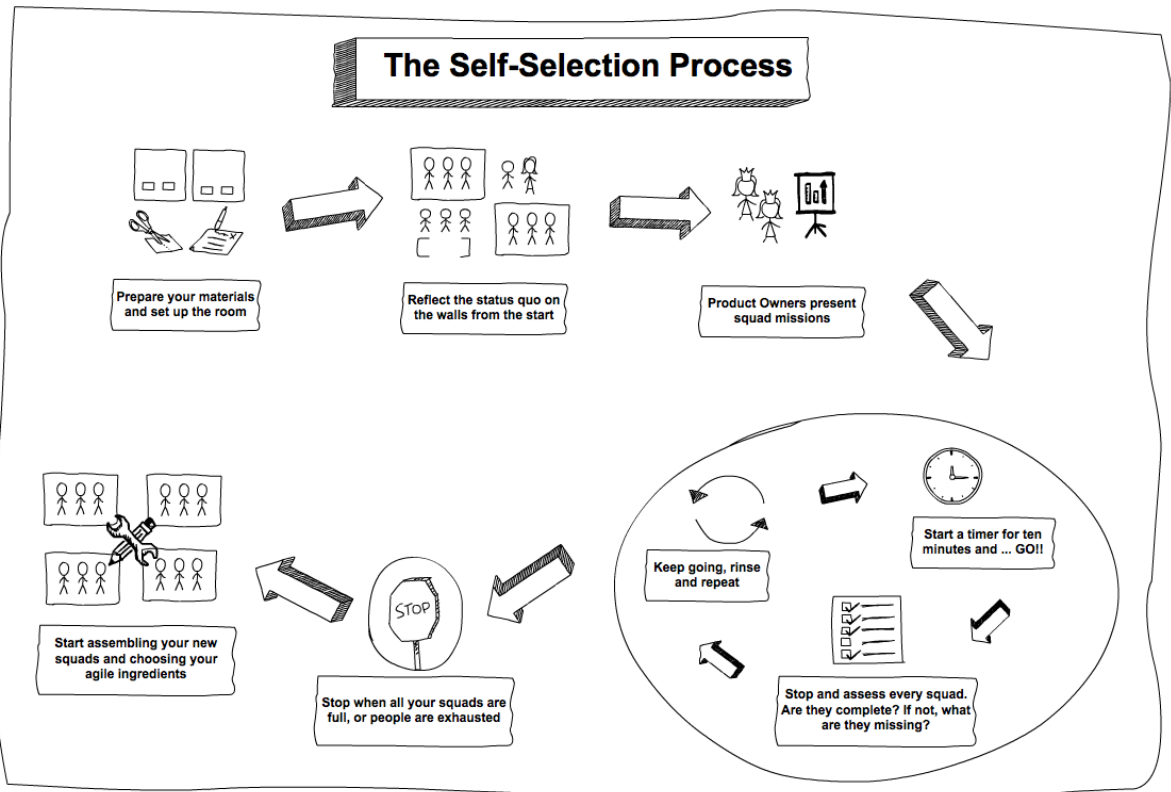 The Self-Selection Process
Prepare your materials
and set up the room
Reflect the status quo on
the walls from the start
Product Owners present
squad missions
Start a timer for ten
minutes and ... GO!!
Stop and assess every squad.
Are they complete? If not, what
are they missing?
Keep going, rinse
and repeat
STOP
Stop when all your squads are
full, or people are exhausted
Start assembling your new
squads and choosing your
agile ingredients